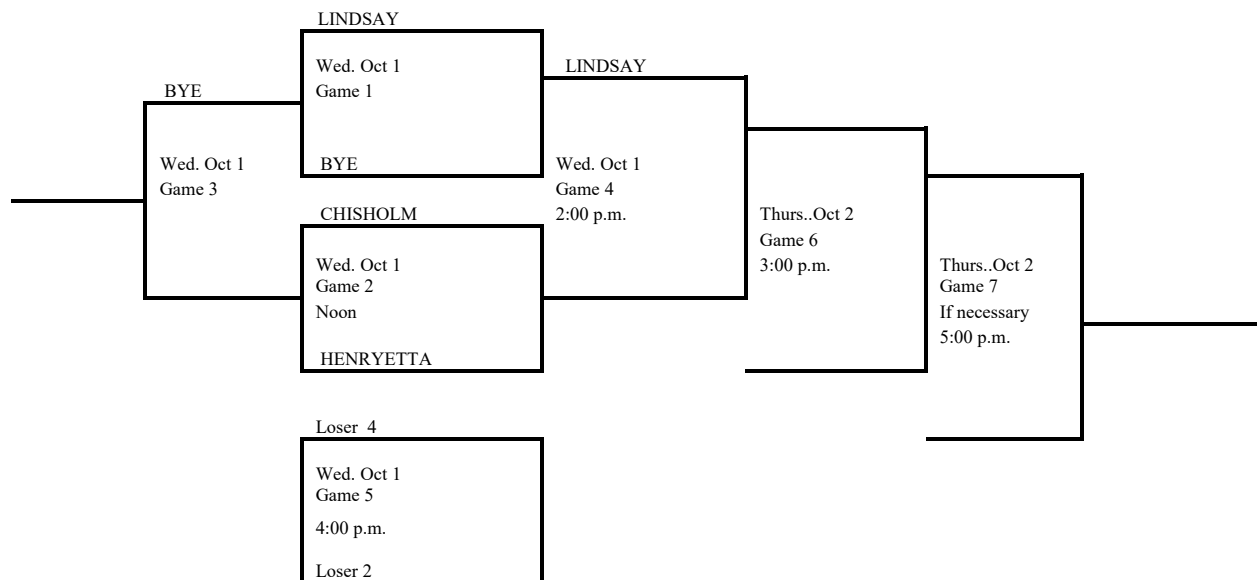 LINDSAY
Wed. Oct 1
Game 1
BYE
LINDSAY
BYE
Wed. Oct 1
Game 3
Wed. Oct 1
Game 4
2:00 p.m.
CHISHOLM
Wed. Oct 1
Game 2
Noon
HENRYETTA
Thurs..Oct 2
Game 6
3:00 p.m.
Thurs..Oct 2
Game 7
If necessary
5:00 p.m.
Loser 4
Wed. Oct 1
Game 5
4:00 p.m.
Loser 2